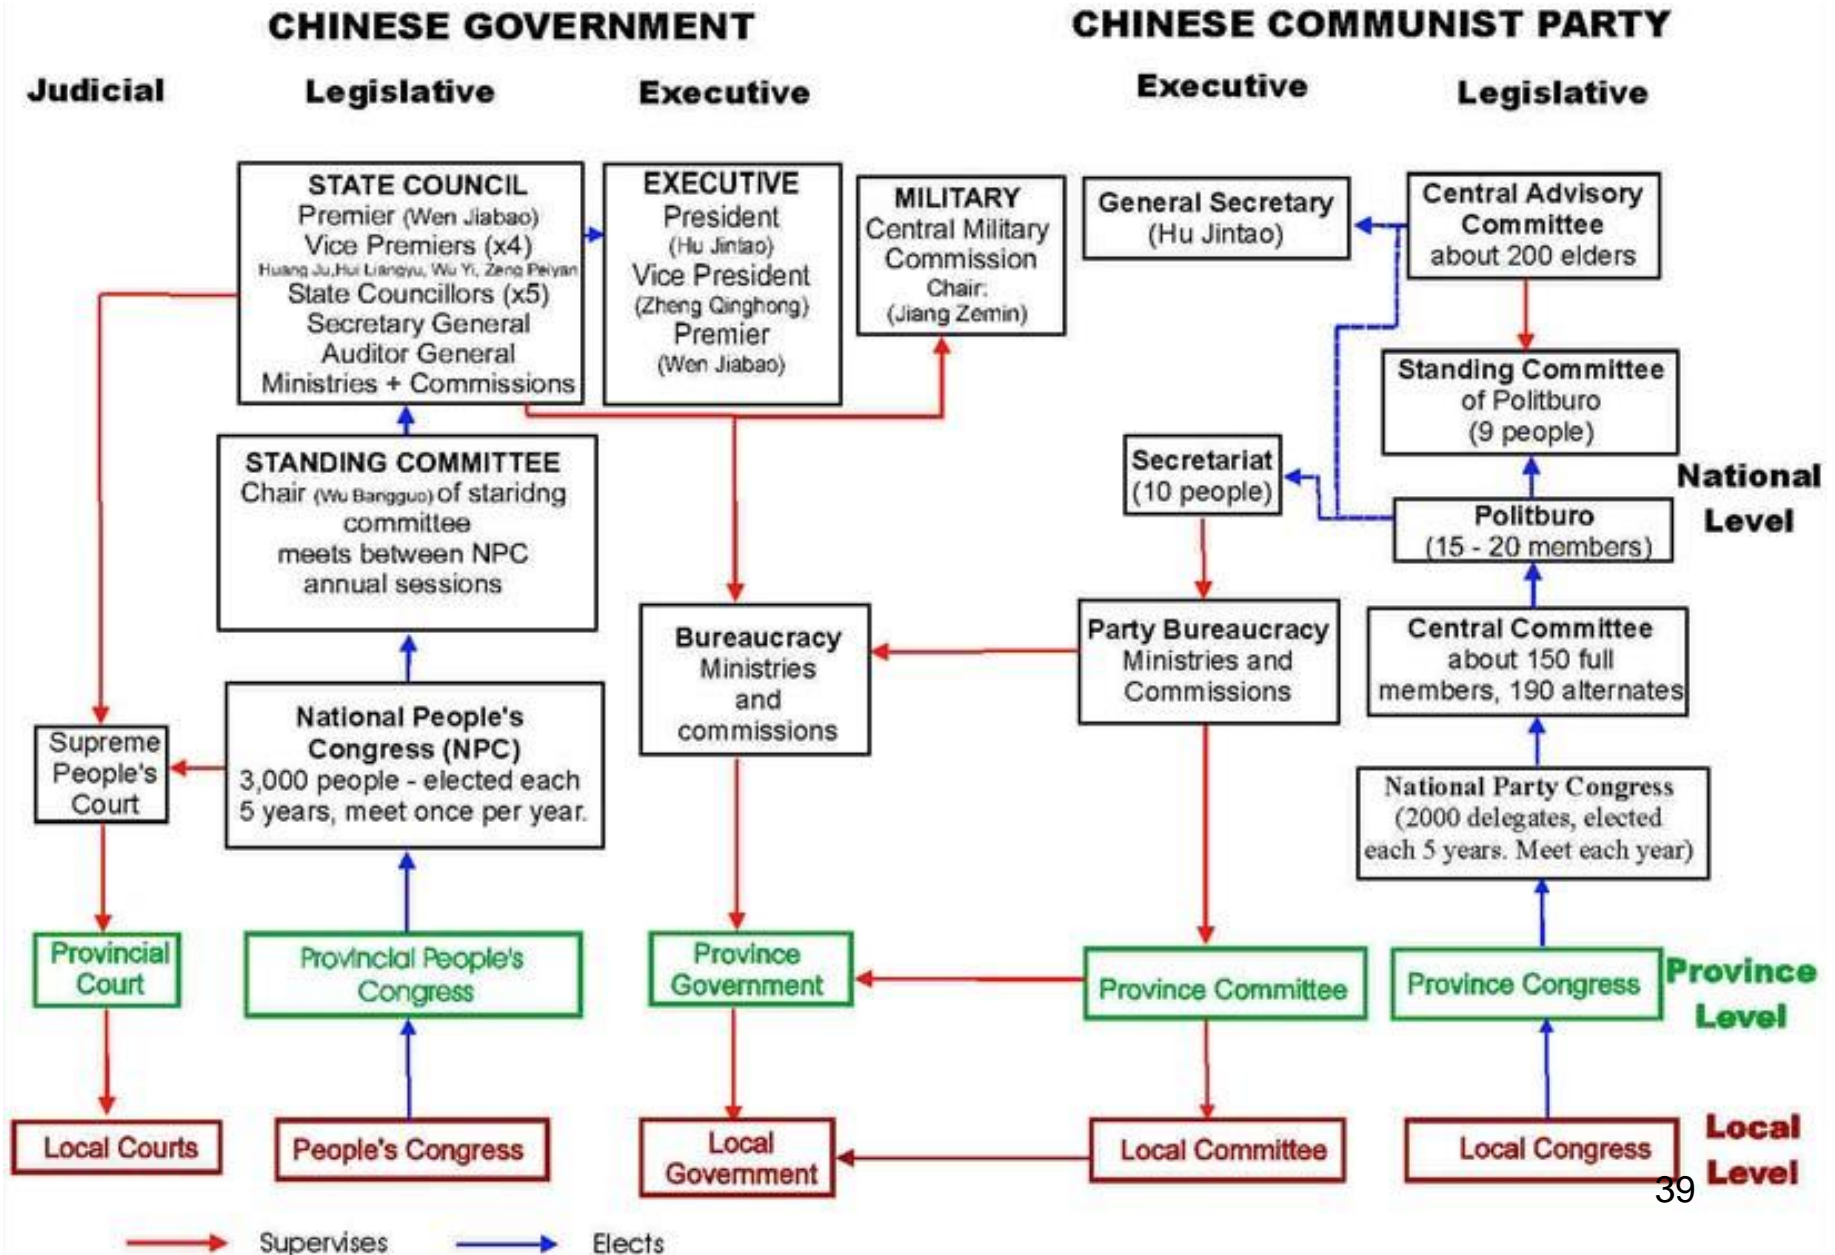 CHINESE GOVERNMENT
CHINESE COMMUNIST PARTY
Judicial
Legislative
Executive
Executive
Legislative
STATE COUNCIL
Premier (Wen Jiabao)
Vice Premiers (x4)
Huang Ju,Hui Liangyu, Wu Yi, Zeng Peiyan
State Councillors (x5)
Secretary General
Auditor General
Ministries + Commissions
EXECUTIVE
President
(Hu Jintao)
Vice President
(Zheng Qinghong)
Premier
(Wen Jiabao)
MILITARY
Central Military
Commission
Chair:
(Jiang Zemin)
General Secretary
(Hu Jintao)
Central Advisory
Committee
about 200 elders
Standing Committee
of Politburo
(9 people)
STANDING COMMITTEE
Chair (Wu Bangguo) of staridng
committee
meets between NPC
annual sessions
Secretariat
(10 people)
Politburo
(15 - 20 members)
National
Level
Bureaucracy
Ministries
and
commissions
Party Bureaucracy
Ministries and
Commissions
Central Committee
about 150 full
members, 190 alternates
Supreme
People's
Court
National People's
Congress (NPC)
3,000 people - elected each
5 years, meet once per year.
National Party Congress
(2000 delegates, elected
each 5 years. Meet each year)
Provincial
Court
Provincial People's
Congress
Province
Government
Province Committee
Province Congress
Province
Level
Local Courts
People's Congress
Local
Government
Local Committee
Local Congress
Local
Level
39
Supervises
Elects